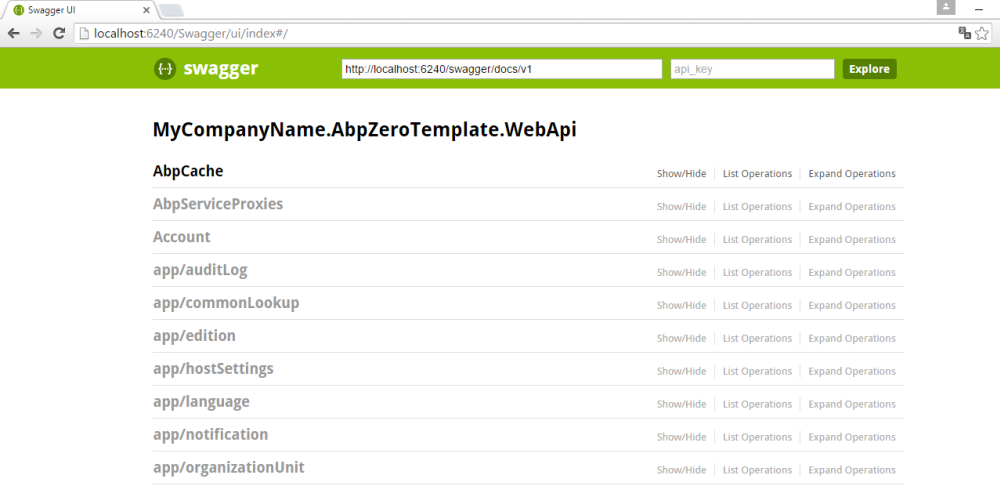 Swagger UI
localhost:6240/Swagger/ui/index#/
{··} swagger http://localhost:6240/swagger/docs/v1 api_key Explore
MyCompanyName.AbpZeroTemplate.WebApi
AbpCache Show/Hide List Operations Expand Operations
AbpServiceProxies Show/Hide List Operations Expand Operations
Account Show/Hide List Operations Expand Operations
app/auditLog Show/Hide List Operations Expand Operations
app/commonLookup Show/Hide List Operations Expand Operations
app/edition Show/Hide List Operations Expand Operations
app/hostSettings Show/Hide List Operations Expand Operations
app/language Show/Hide List Operations Expand Operations
app/notification Show/Hide List Operations Expand Operations
app/organizationUnit Show/Hide List Operations Expand Operations